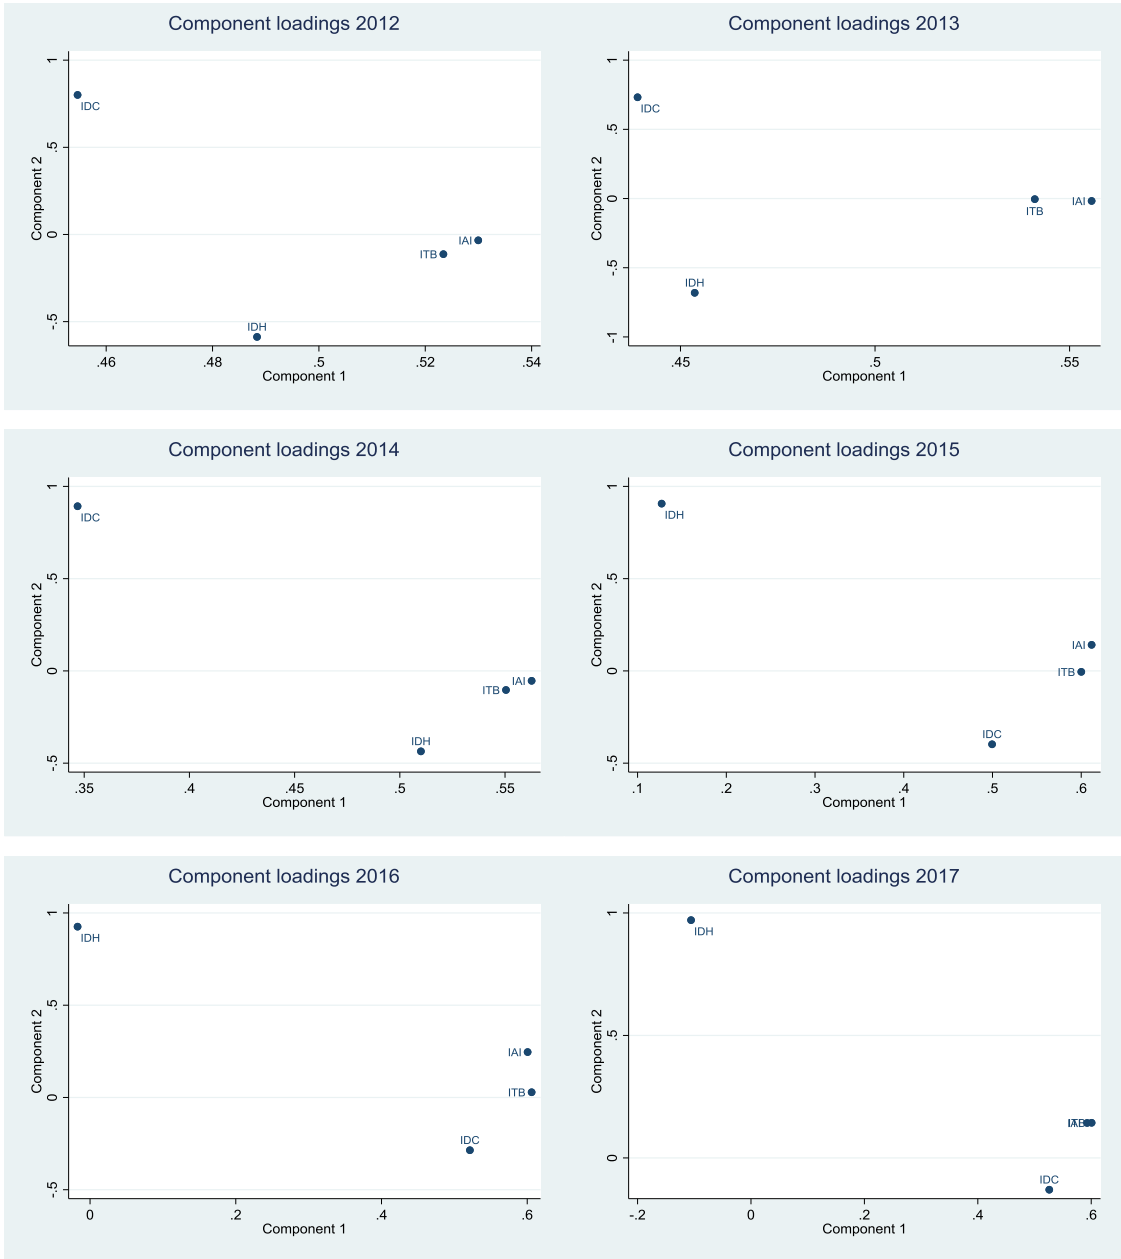 Component loadings 2012
Component 2
1
.5
0
-.5
IDC
IAI
ITB
IDH
.46 .48 .5 .52 .54
Component 1
Component loadings 2013
Component 2
1
.5
0
-.5
-1
IDC
IAI
ITB
IDH
.45 .5 .55
Component 1
Component loadings 2014
Component 2
1
.5
0
-.5
IDC
IAI
ITB
IDH
.35 .4 .45 .5 .55
Component 1
Component loadings 2015
Component 2
1
.5
0
-.5
IDH
IAI
ITB
IDC
.1 .2 .3 .4 .5 .6
Component 1
Component loadings 2016
Component 2
1
.5
0
-.5
IDH
IAI
ITB
IDC
0 .2 .4 .6
Component 1
Component loadings 2017
Component 2
1
.5
0
IDH
ITB
IDC
-.2 0 .2 .4 .6
Component 1